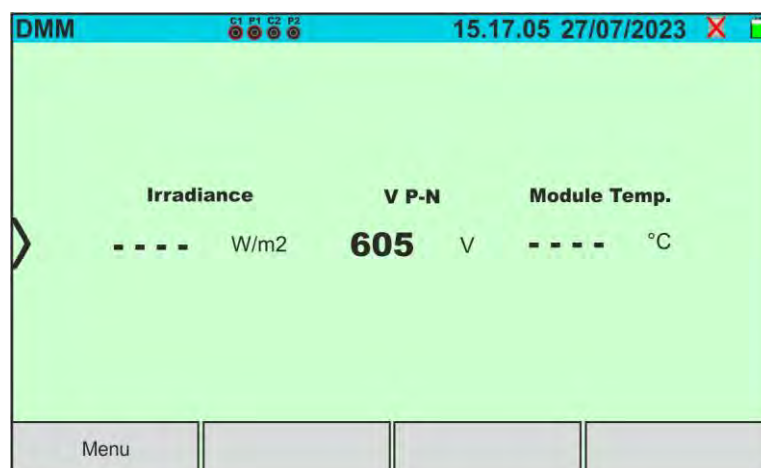 DMM C1 P1 C2 P2 15.17.05 27/07/2023
Irradiance V P-N Module Temp.
- - - - W/m2 605 V - - - - °C
Menu